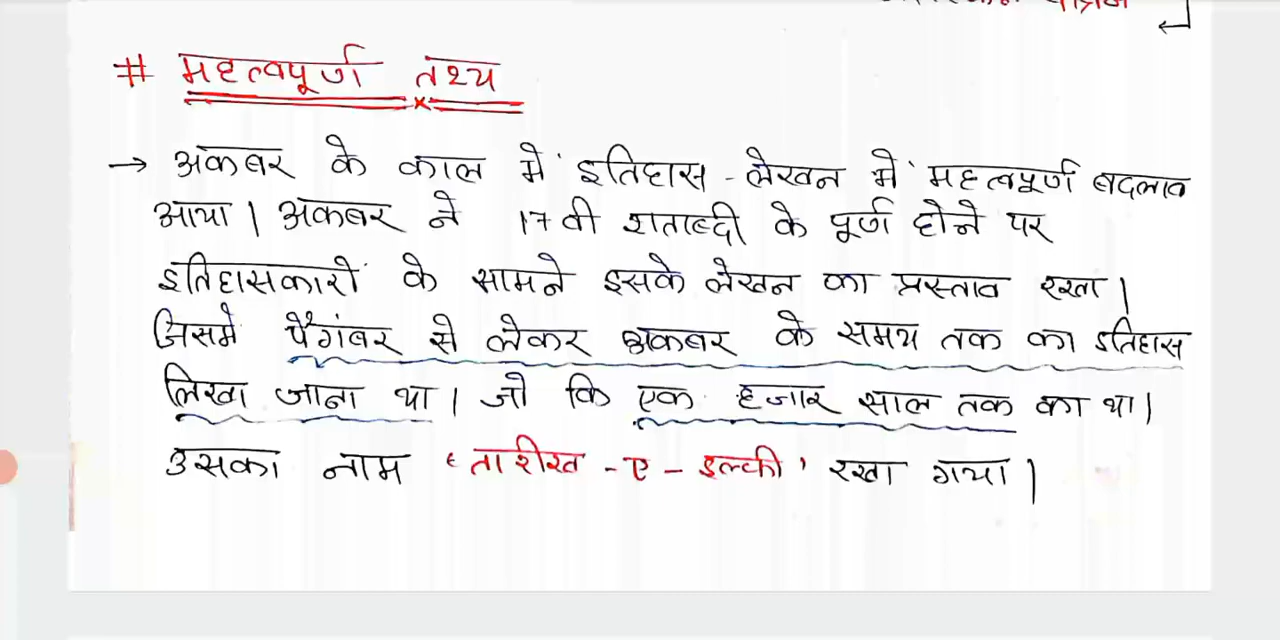 # महत्वपूर्ण तथ्य
→ अकबर के काल में इतिहास - लेखन में महत्वपूर्ण बदलाव
आया। अकबर ने 17वी शताब्दी के पूर्ण होने पर
इतिहासकारों के सामने इसके लेखन का प्रस्ताव रखा।
जिसमे पैगंबर से लेकर अकबर के समय तक का इतिहास
लिखा जाना था। जो कि एक हजार साल तक का था।
उसका नाम 'तारीख - ए - इल्फी' रखा गया।